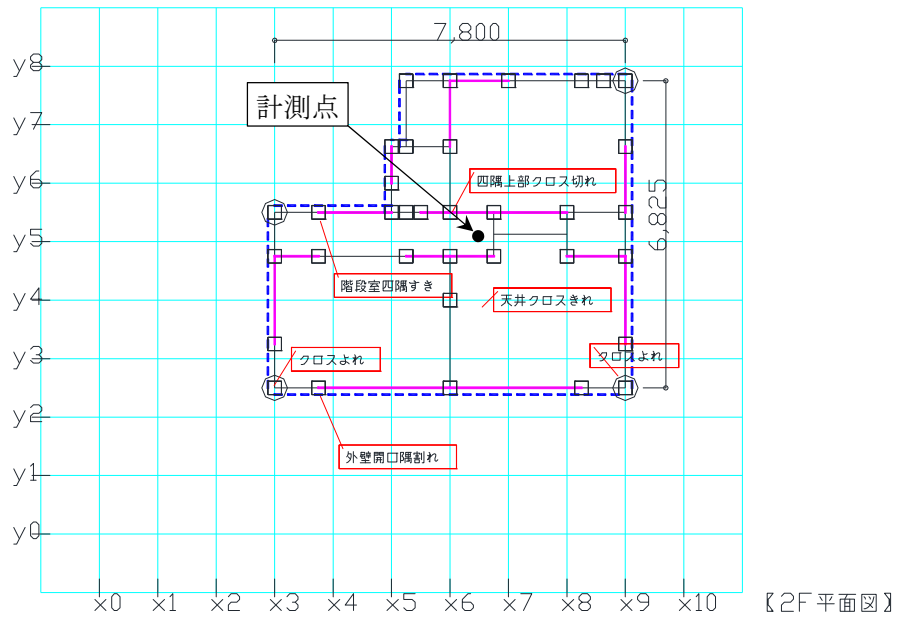 7,800
y8
計測点
y7
y6
四隅上部クロス切れ
6,825
y5
階段室四隅すき
y4
天井クロスきれ
y3
クロスよれ
クロスよれ
y2
外壁開口隅割れ
y1
y0
x0 x1 x2 x3 x4 x5 x6 x7 x8 x9 x10
【2F平面図】